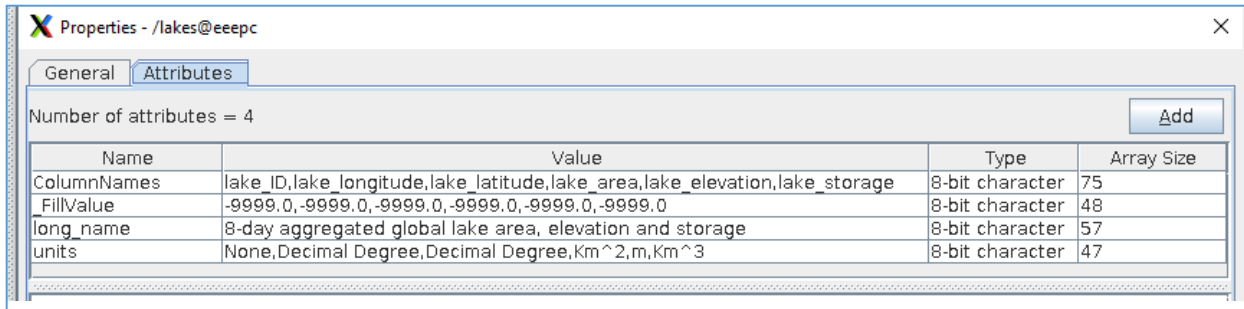 Properties - /lakes@eeepc
General Attributes
Number of attributes = 4 Add
Name Value Type Array Size
ColumnNames lake_ID,lake_longitude,lake_latitude,lake_area,lake_elevation,lake_storage 8-bit character 75
_FillValue -9999.0,-9999.0,-9999.0,-9999.0,-9999.0,-9999.0 8-bit character 48
long_name 8-day aggregated global lake area, elevation and storage 8-bit character 57
units None,Decimal Degree,Decimal Degree,Km^2,m,Km^3 8-bit character 47